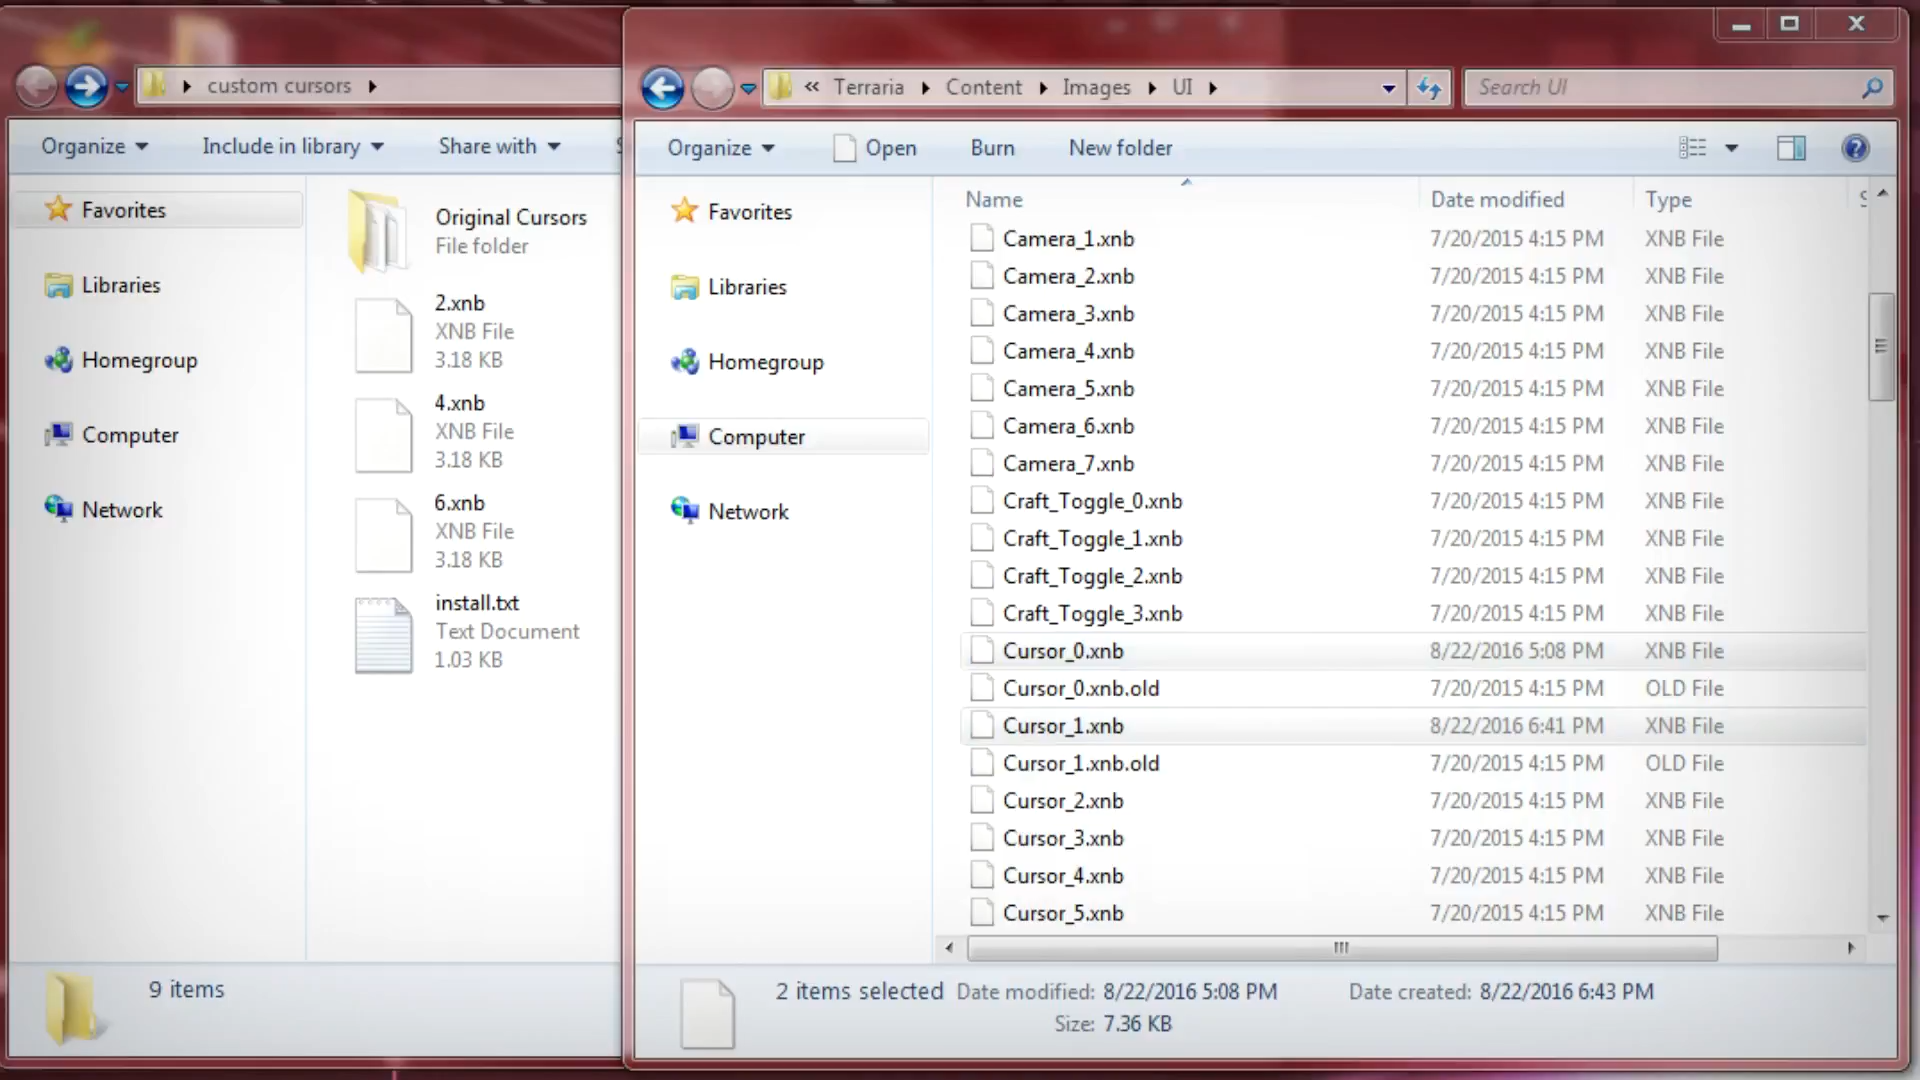 custom cursors
Organize
Include in library
Share with
Favorites
Libraries
Homegroup
Computer
Network
Original Cursors
File folder
2.xnb
XNB File
3.18 KB
4.xnb
XNB File
3.18 KB
6.xnb
XNB File
3.18 KB
install.txt
Text Document
1.03 KB
9 items
« Terraria Content Images UI
Search UI
Organize
Open
Burn
New folder
Favorites
Libraries
Homegroup
Computer
Network
Name Date modified Type S
Camera_1.xnb 7/20/2015 4:15 PM XNB File
Camera_2.xnb 7/20/2015 4:15 PM XNB File
Camera_3.xnb 7/20/2015 4:15 PM XNB File
Camera_4.xnb 7/20/2015 4:15 PM XNB File
Camera_5.xnb 7/20/2015 4:15 PM XNB File
Camera_6.xnb 7/20/2015 4:15 PM XNB File
Camera_7.xnb 7/20/2015 4:15 PM XNB File
Craft_Toggle_0.xnb 7/20/2015 4:15 PM XNB File
Craft_Toggle_1.xnb 7/20/2015 4:15 PM XNB File
Craft_Toggle_2.xnb 7/20/2015 4:15 PM XNB File
Craft_Toggle_3.xnb 7/20/2015 4:15 PM XNB File
Cursor_0.xnb 8/22/2016 5:08 PM XNB File
Cursor_0.xnb.old 7/20/2015 4:15 PM OLD File
Cursor_1.xnb 8/22/2016 6:41 PM XNB File
Cursor_1.xnb.old 7/20/2015 4:15 PM OLD File
Cursor_2.xnb 7/20/2015 4:15 PM XNB File
Cursor_3.xnb 7/20/2015 4:15 PM XNB File
Cursor_4.xnb 7/20/2015 4:15 PM XNB File
Cursor_5.xnb 7/20/2015 4:15 PM XNB File
2 items selected Date modified: 8/22/2016 5:08 PM Date created: 8/22/2016 6:43 PM
Size: 7.36 KB